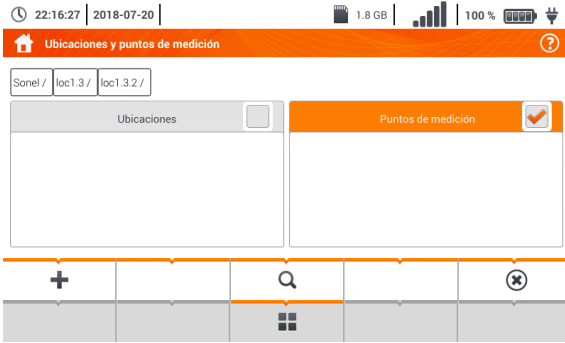 22:16:27 2018-07-20 1.8 GB 100 %
Ubicaciones y puntos de medición ?
Sonel / loc1.3 / loc1.3.2 /
Ubicaciones Puntos de medición